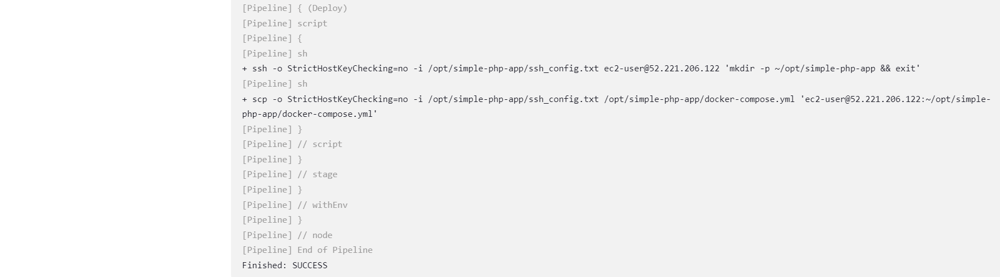 [Pipeline] { (Deploy)
[Pipeline] script
[Pipeline] {
[Pipeline] sh
+ ssh -o StrictHostKeyChecking=no -i /opt/simple-php-app/ssh_config.txt ec2-user@52.221.206.122 'mkdir -p ~/opt/simple-php-app && exit'
[Pipeline] sh
+ scp -o StrictHostKeyChecking=no -i /opt/simple-php-app/ssh_config.txt /opt/simple-php-app/docker-compose.yml 'ec2-user@52.221.206.122:~/opt/simple-
php-app/docker-compose.yml'
[Pipeline] }
[Pipeline] // script
[Pipeline] }
[Pipeline] // stage
[Pipeline] }
[Pipeline] // withEnv
[Pipeline] }
[Pipeline] // node
[Pipeline] End of Pipeline
Finished: SUCCESS